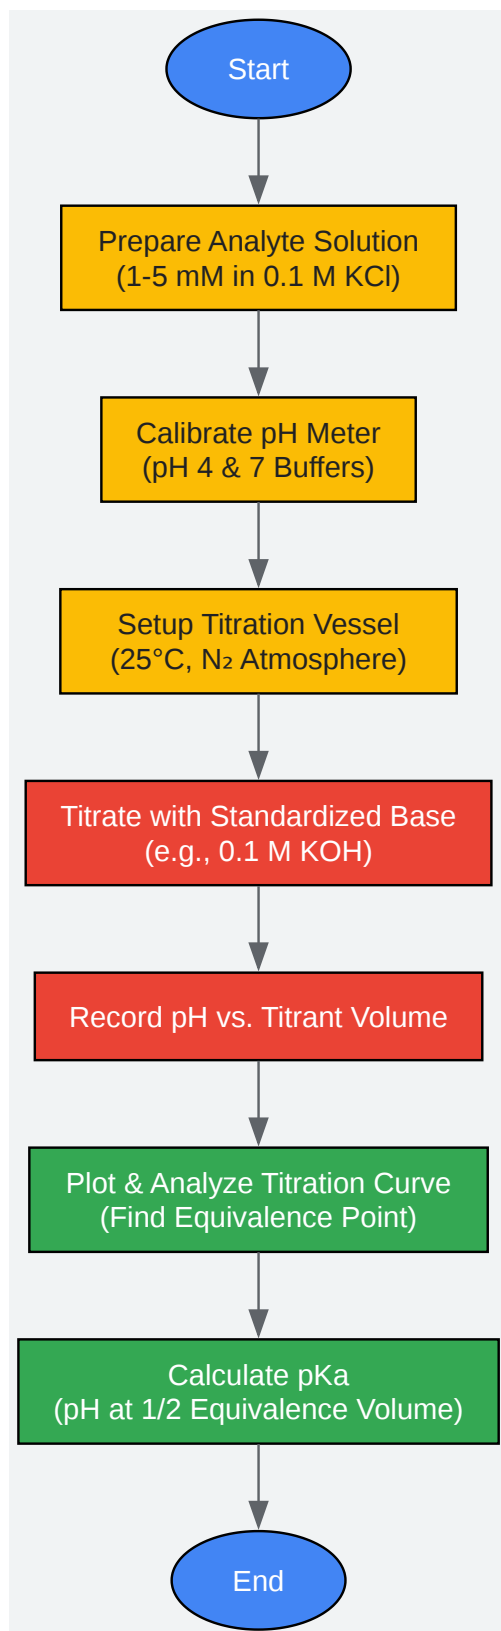 Start
Prepare Analyte Solution
(1-5 mM in 0.1 M KCl)
Calibrate pH Meter
(pH 4 & 7 Buffers)
Setup Titration Vessel
(25°C, N₂ Atmosphere)
Titrate with Standardized Base
(e.g., 0.1 M KOH)
Record pH vs. Titrant Volume
Plot & Analyze Titration Curve
(Find Equivalence Point)
Calculate pKa
(pH at 1/2 Equivalence Volume)
End